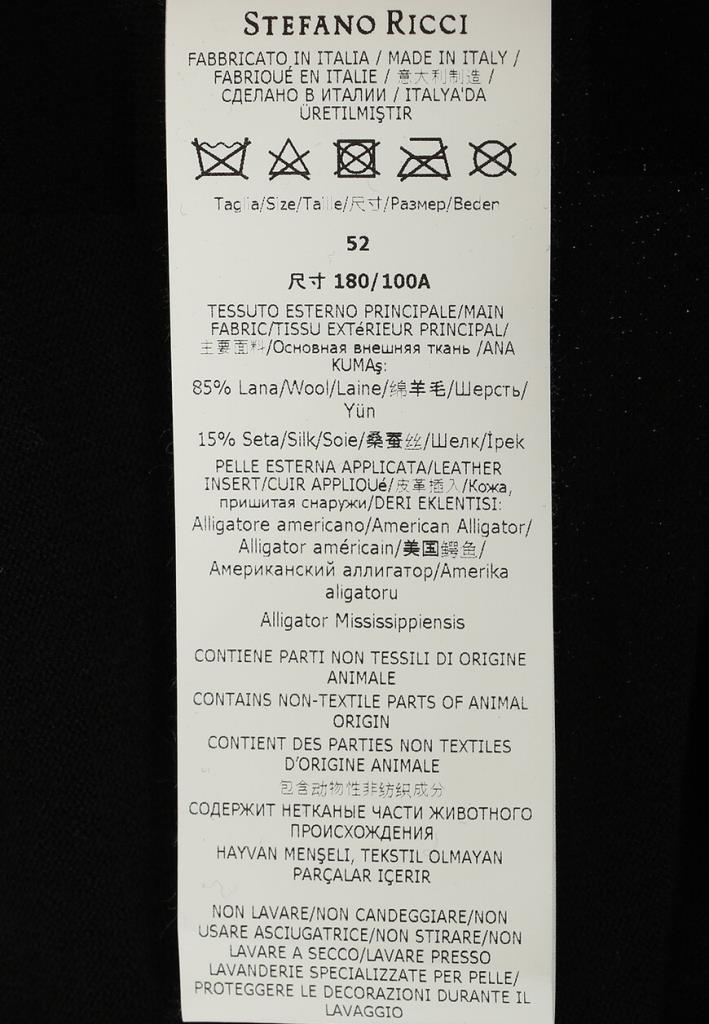 STEFANO RICCI
FABBRICATO IN ITALIA / MADE IN ITALY /
FABRIQUÉ EN ITALIE / 意大利制造 /
СДЕЛАНО В ИТАЛИИ / ITALYA'DA
ÜRETILMIŞTIR
Taglia/Size/Taille/尺寸/Размер/Beden
52
尺寸 180/100A
TESSUTO ESTERNO PRINCIPALE/MAIN
FABRIC/TISSU EXTéRIEUR PRINCIPAL/
主要面料/Основная внешняя ткань /ANA
KUMAş:
85% Lana/Wool/Laine/绵羊毛/Шерсть/
Yün
15% Seta/Silk/Soie/桑蚕丝/Шелк/İpek
PELLE ESTERNA APPLICATA/LEATHER
INSERT/CUIR APPLIQUé/皮革插入/Кожа,
пришитая снаружи/DERI EKLENTISI:
Alligatore americano/American Alligator/
Alligator américain/美国鳄鱼/
Американский аллигатор/Amerika
aligatoru
Alligator Mississippiensis
CONTIENE PARTI NON TESSILI DI ORIGINE
ANIMALE
CONTAINS NON-TEXTILE PARTS OF ANIMAL
ORIGIN
CONTIENT DES PARTIES NON TEXTILES
D'ORIGINE ANIMALE
包含动物性非纺织成分
СОДЕРЖИТ НЕТКАНЫЕ ЧАСТИ ЖИВОТНОГО
ПРОИСХОЖДЕНИЯ
HAYVAN MENŞELI, TEKSTIL OLMAYAN
PARÇALAR IÇERIR
NON LAVARE/NON CANDEGGIARE/NON
USARE ASCIUGATRICE/NON STIRARE/NON
LAVARE A SECCO/LAVARE PRESSO
LAVANDERIE SPECIALIZZATE PER PELLE/
PROTEGGERE LE DECORAZIONI DURANTE IL
LAVAGGIO